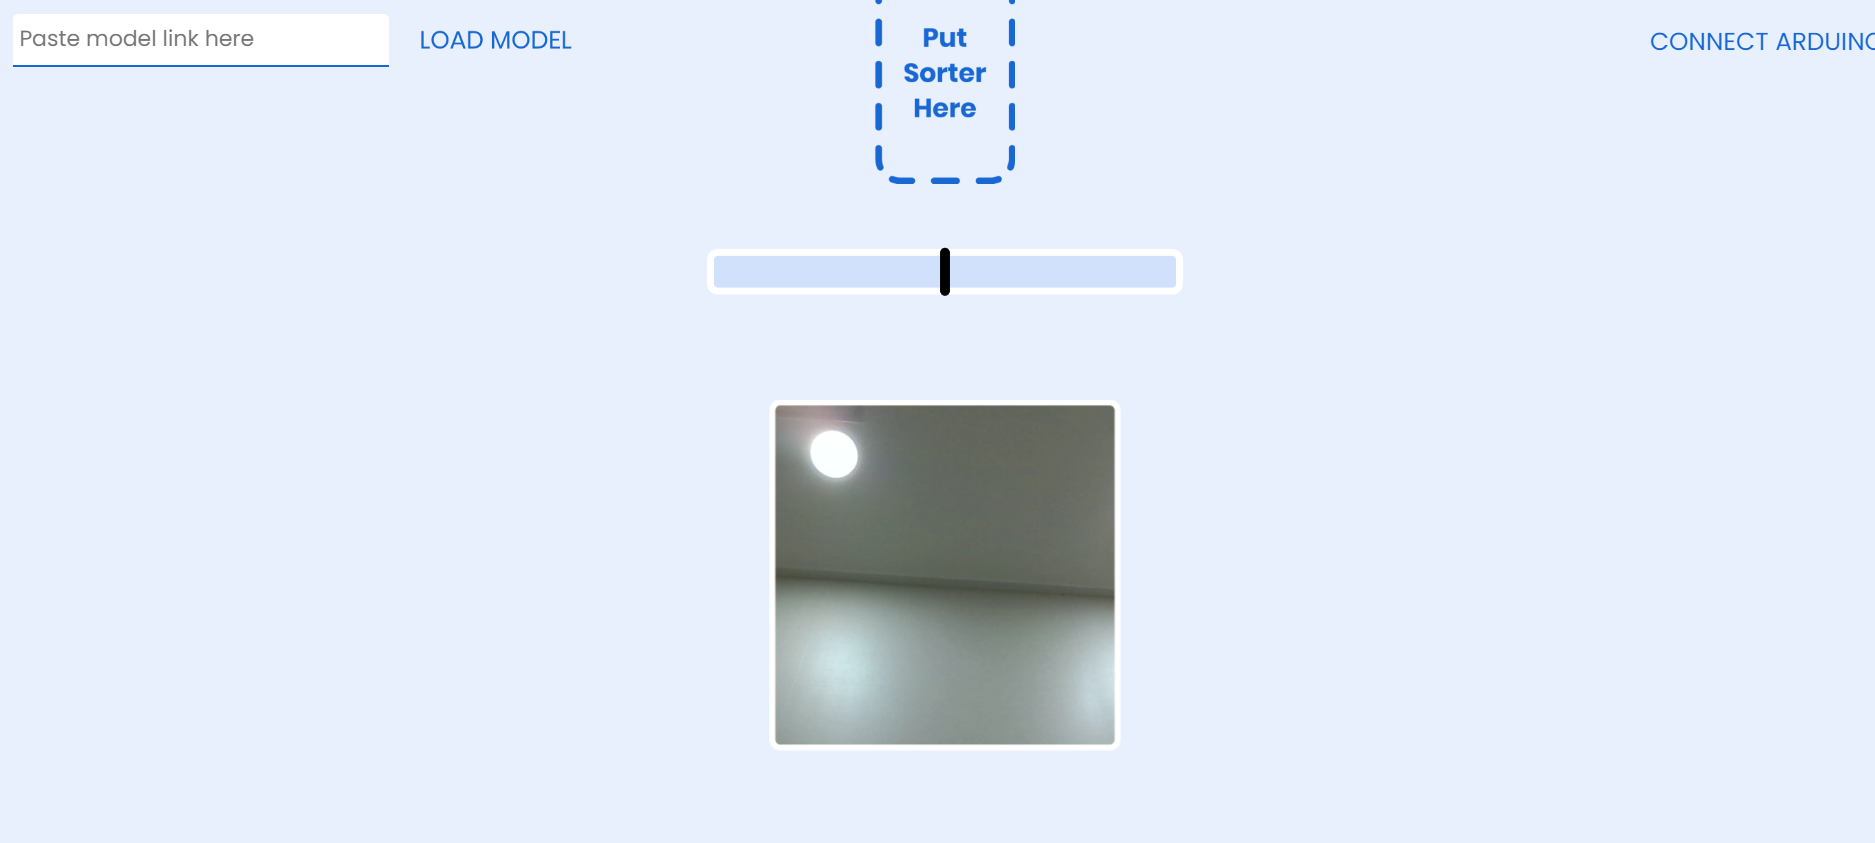 Paste model link here
LOAD MODEL
Put
Sorter
Here
CONNECT ARDUINO